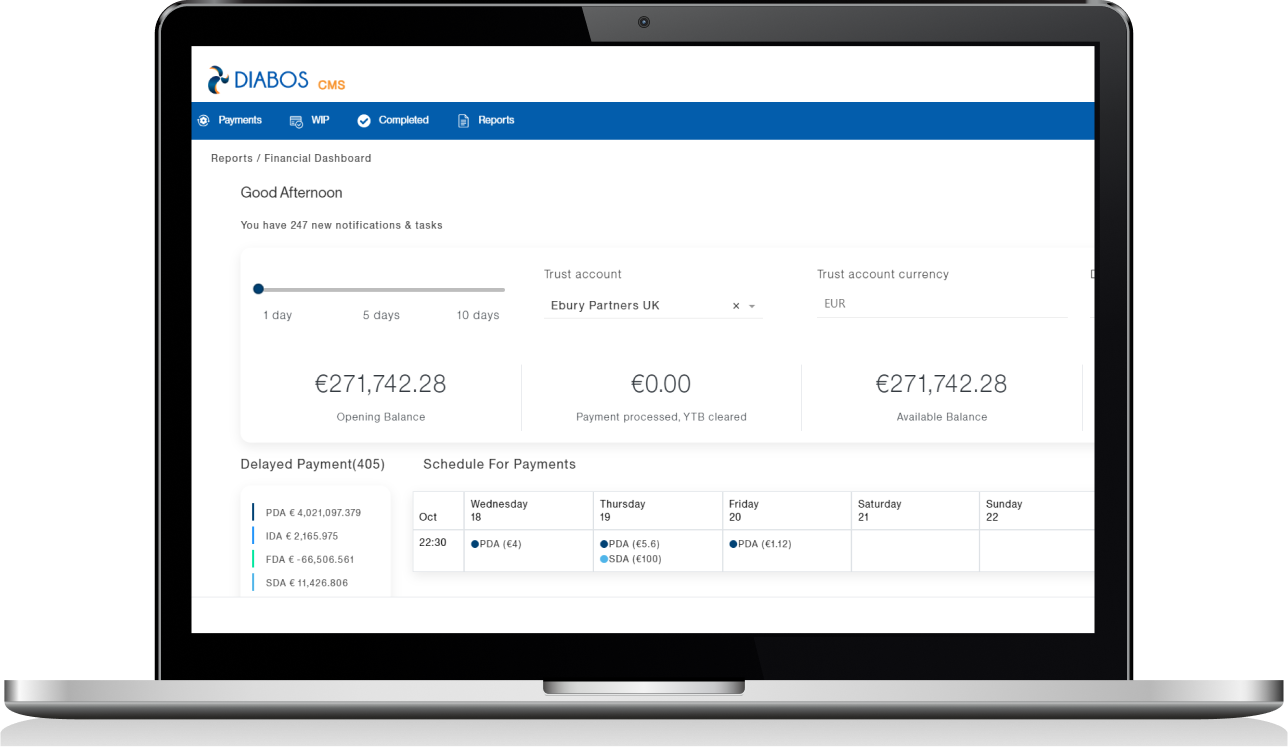 DIABOS CMS
Payments WIP Completed Reports
Reports / Financial Dashboard
Good Afternoon
You have 247 new notifications & tasks
Trust account Trust account currency
Ebury Partners UK × EUR
1 day 5 days 10 days
€271,742.28 €0.00 €271,742.28
Opening Balance Payment processed, YTB cleared Available Balance
Delayed Payment(405) Schedule For Payments
PDA € 4,021,097.379
IDA € 2,165.975
FDA € -66,506.561
SDA € 11,426.806
Wednesday Thursday Friday Saturday Sunday
Oct 18 19 20 21 22
22:30 PDA (€4) PDA (€5.6) PDA (€1.12)
SDA (€100)